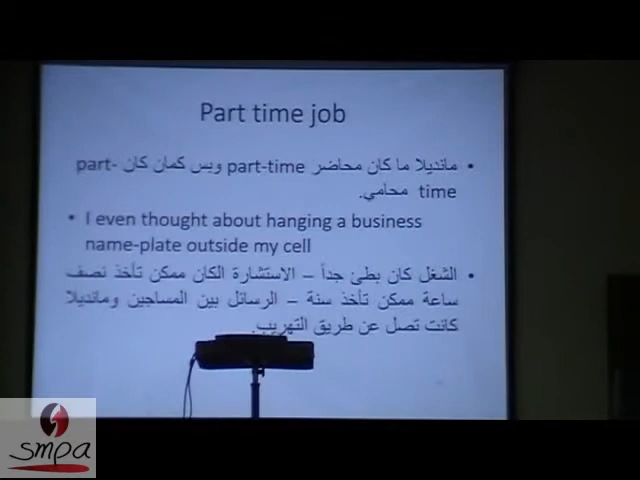 Part time job
• مانديلا ما كان محاضر part-time وبس كمان كان part-
time محامي.
• I even thought about hanging a business
name-plate outside my cell
• الشغل كان بطئ جداً – الاستشارة الكان ممكن تأخذ نصف
ساعة ممكن تأخذ سنة – الرسائل بين المساجين ومانديلا
كانت تصل عن طريق التهريب.
smpa